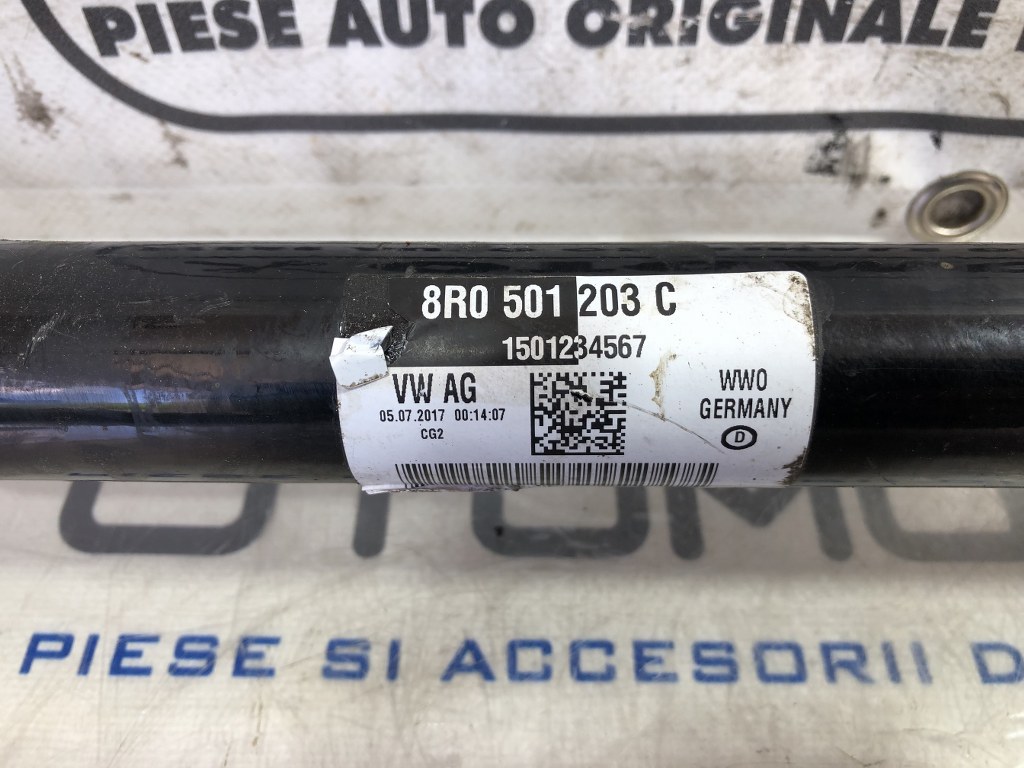 PIESE AUTO ORIGINALE
8R0 501 203 C
1501234567
VW AG
05.07.2017 00:14:07
CG2
WWO
GERMANY
D
OTOMO
PIESE SI ACCESORII D